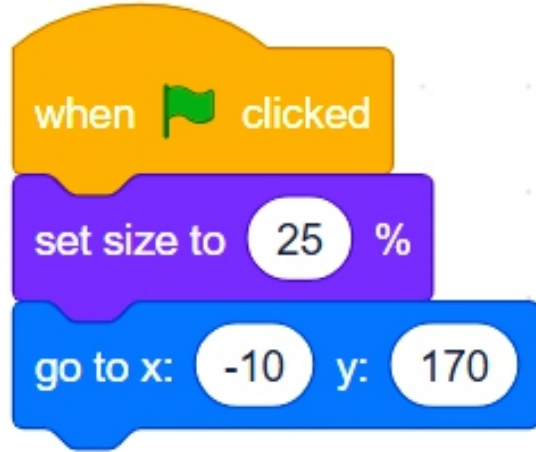 when clicked
set size to 25 %
go to x: -10 y: 170